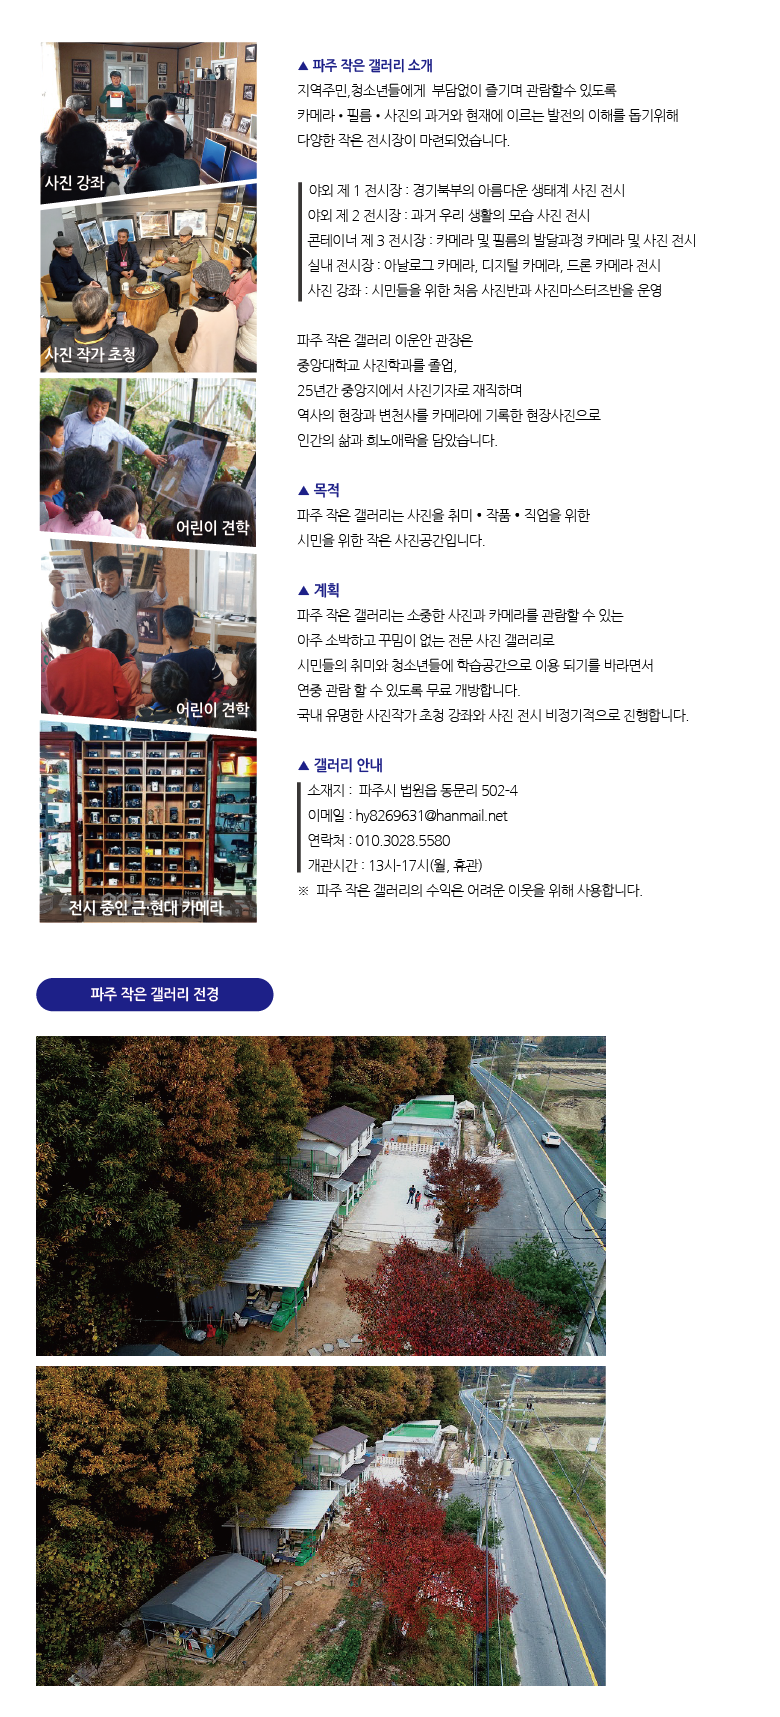 사진 강좌
사진 작가 초청
어린이 견학
어린이 견학
전시 중인 근·현대 카메라
▲ 파주 작은 갤러리 소개
지역주민,청소년들에게 부담없이 즐기며 관람할수 있도록
카메라 • 필름 • 사진의 과거와 현재에 이르는 발전의 이해를 돕기위해
다양한 작은 전시장이 마련되었습니다.
야외 제 1 전시장 : 경기북부의 아름다운 생태계 사진 전시
야외 제 2 전시장 : 과거 우리 생활의 모습 사진 전시
콘테이너 제 3 전시장 : 카메라 및 필름의 발달과정 카메라 및 사진 전시
실내 전시장 : 아날로그 카메라, 디지털 카메라, 드론 카메라 전시
사진 강좌 : 시민들을 위한 처음 사진반과 사진마스터즈반을 운영
파주 작은 갤러리 이운안 관장은
중앙대학교 사진학과를 졸업,
25년간 중앙지에서 사진기자로 재직하며
역사의 현장과 변천사를 카메라에 기록한 현장사진으로
인간의 삶과 희노애락을 담았습니다.
▲ 목적
파주 작은 갤러리는 사진을 취미 • 작품 • 직업을 위한
시민을 위한 작은 사진공간입니다.
▲ 계획
파주 작은 갤러리는 소중한 사진과 카메라를 관람할 수 있는
아주 소박하고 꾸밈이 없는 전문 사진 갤러리로
시민들의 취미와 청소년들에 학습공간으로 이용 되기를 바라면서
연중 관람 할 수 있도록 무료 개방합니다.
국내 유명한 사진작가 초청 강좌와 사진 전시 비정기적으로 진행합니다.
▲ 갤러리 안내
소재지 : 파주시 법원읍 동문리 502-4
이메일 : hy8269631@hanmail.net
연락처 : 010.3028.5580
개관시간 : 13시-17시(월, 휴관)
※ 파주 작은 갤러리의 수익은 어려운 이웃을 위해 사용합니다.
파주 작은 갤러리 전경